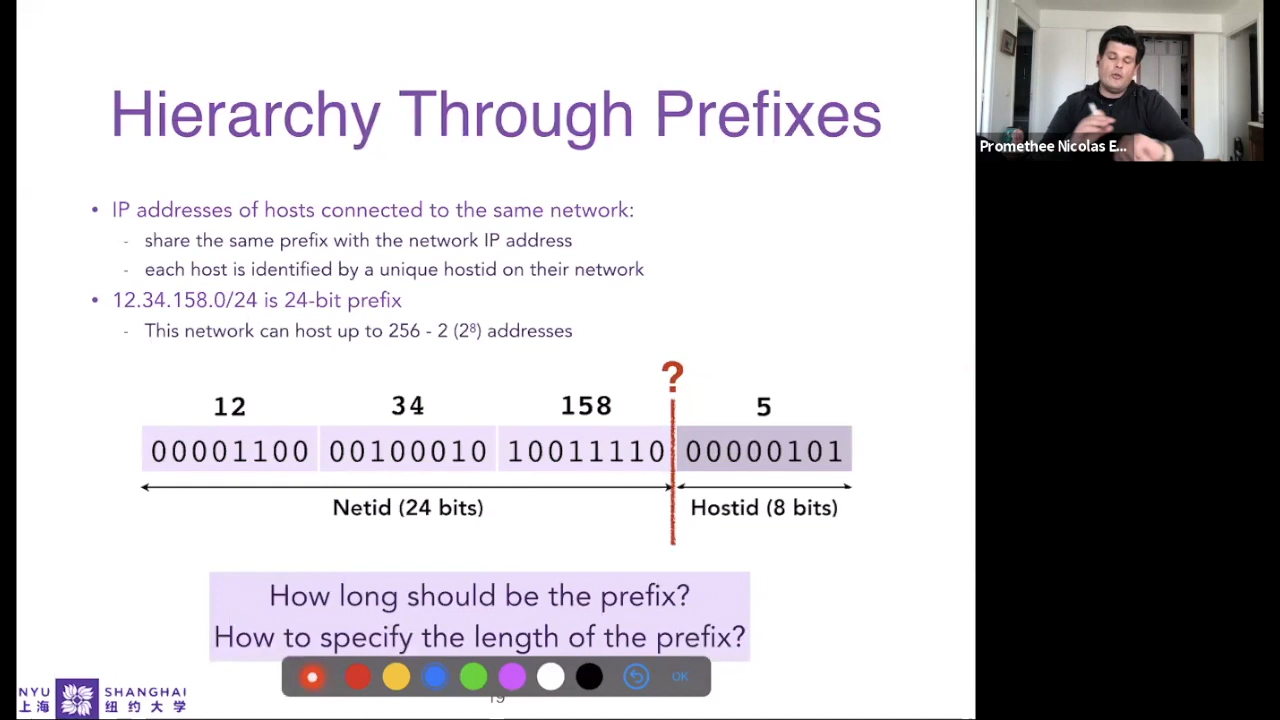 Hierarchy Through Prefixes
Promethee Nicolas E...
• IP addresses of hosts connected to the same network:
- share the same prefix with the network IP address
- each host is identified by a unique hostid on their network
• 12.34.158.0/24 is 24-bit prefix
- This network can host up to 256 - 2 (2⁸) addresses
?
12 34 158 5
00001100 00100010 10011110 00000101
Netid (24 bits) Hostid (8 bits)
How long should be the prefix?
How to specify the length of the prefix?
OK
19
NYU SHANGHAI
上海 纽约大学